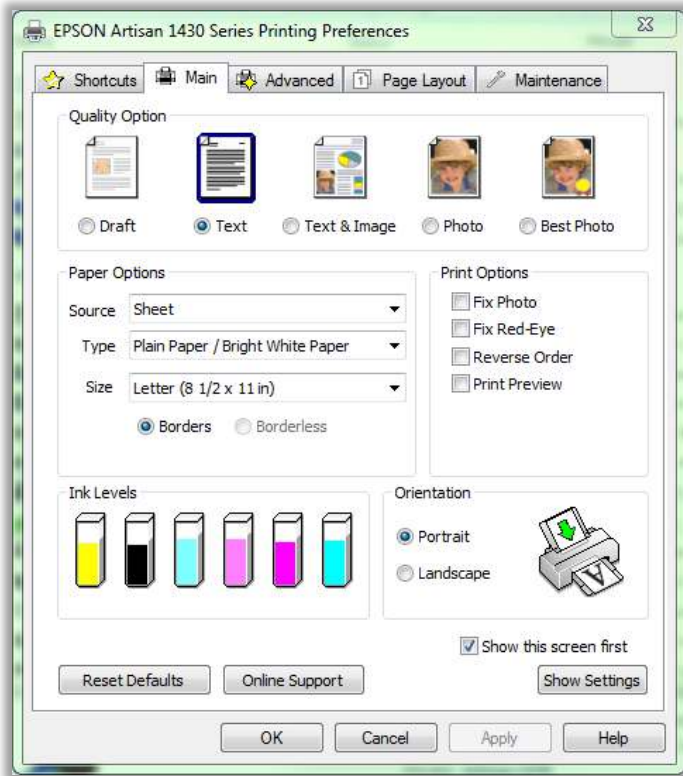 EPSON Artisan 1430 Series Printing Preferences
Shortcuts Main Advanced 1 Page Layout Maintenance
Quality Option
Draft Text Text & Image Photo Best Photo
Paper Options
Source Sheet
Type Plain Paper / Bright White Paper
Size Letter (8 1/2 x 11 in)
Borders Borderless
Print Options
Fix Photo
Fix Red-Eye
Reverse Order
Print Preview
Ink Levels
Orientation
Portrait
Landscape
A
Show this screen first
Reset Defaults Online Support Show Settings
OK Cancel Apply Help